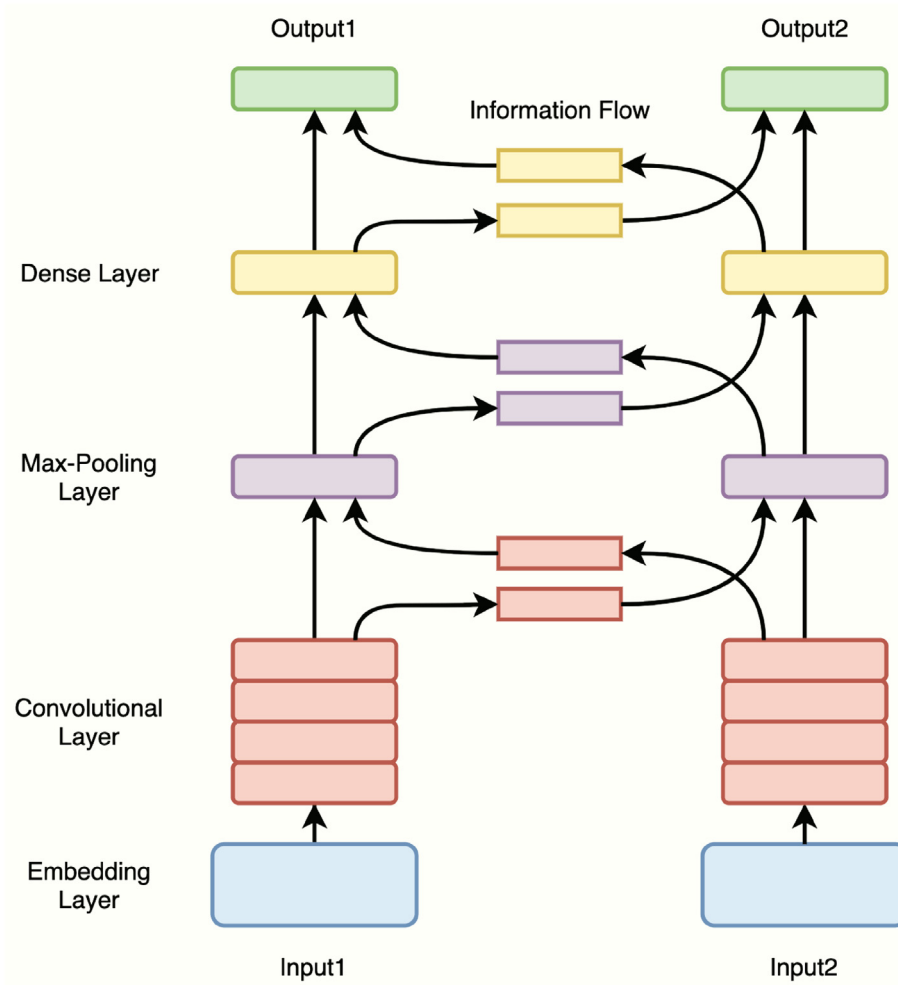 Output1
Output2
Information Flow
Dense Layer
Max-Pooling
Layer
Convolutional
Layer
Embedding
Layer
Input1
Input2